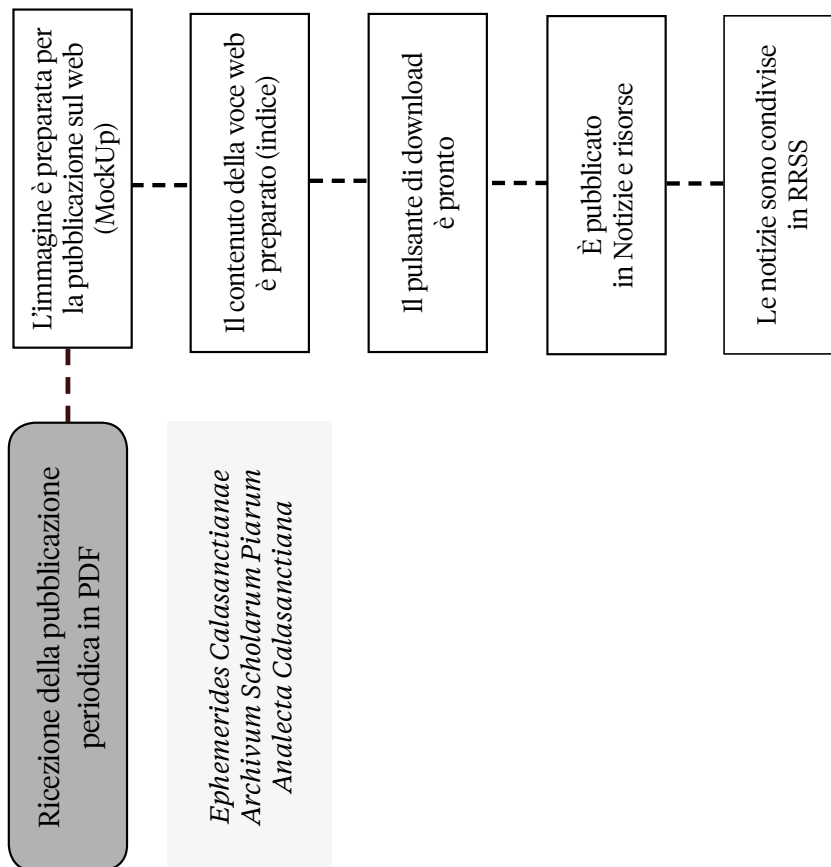 Ricezione della pubblicazione
periodica in PDF
Ephemerides Calasanctianae
Archivum Scholarum Piarum
Analecta Calasanctiana
L'immagine è preparata per
la pubblicazione sul web
(MockUp)
Il contenuto della voce web
è preparato (indice)
Il pulsante di download
è pronto
È pubblicato
in Notizie e risorse
Le notizie sono condivise
in RRSS